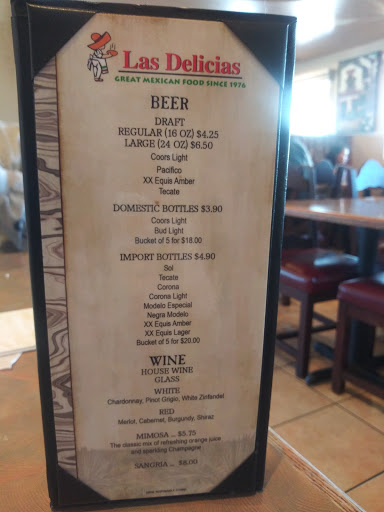 Las Delicias
GREAT MEXICAN FOOD SINCE 1976
BEER
DRAFT
REGULAR (16 OZ) $4.25
LARGE (24 OZ) $6.50
Coors Light
Pacifico
XX Equis Amber
Tecate
DOMESTIC BOTTLES $3.90
Coors Light
Bud Light
Bucket of 5 for $18.00
IMPORT BOTTLES $4.90
Sol
Tecate
Corona
Corona Light
Modelo Especial
Negra Modelo
XX Equis Amber
XX Equis Lager
Bucket of 5 for $20.00
WINE
HOUSE WINE
GLASS
WHITE
Chardonnay, Pinot Grigio, White Zinfandel
RED
Merlot, Cabernet, Burgundy, Shiraz
MIMOSA ... $5.75
The classic mix of refreshing orange juice
and sparkling Champagne
SANGRIA ... $8.00